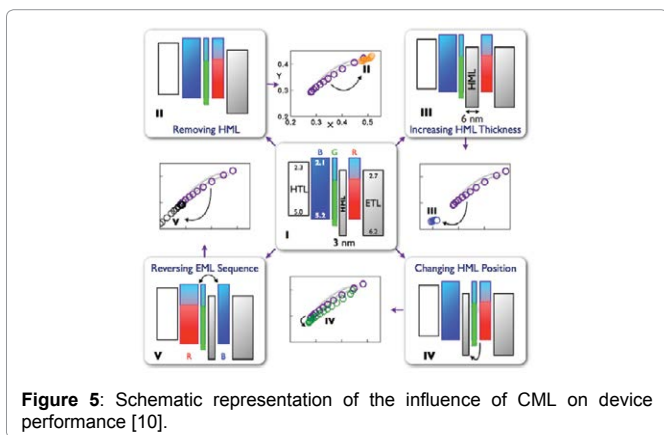 II
Removing HML
Y
0.4
0.3
0.2
0.2 0.3 X 0.4 0.5
II
HML
III
6 nm
Increasing HML Thickness
B G R
2.3
HTL
5.0
2.1
5.3
HML
2.7
ETL
6.2
I
3 nm
V
III
Reversing EML Sequence
V
R
B
IV
Changing HML Position
IV
Figure 5: Schematic representation of the influence of CML on device
performance [10].